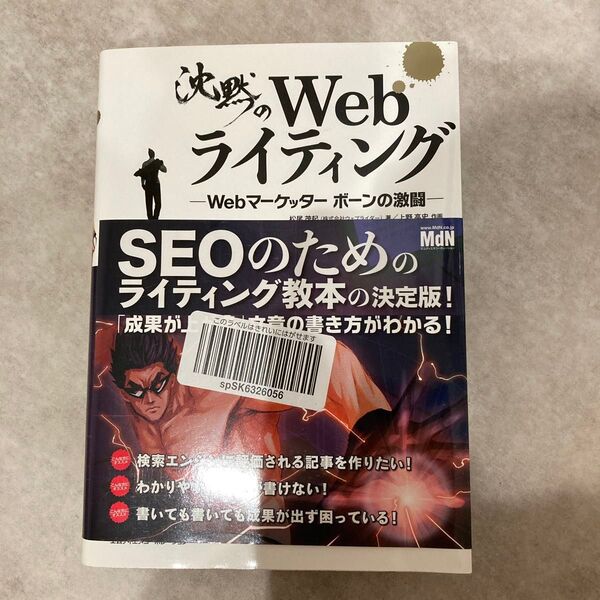 沈黙の Web
ライティング
—Webマーケッター ボーンの激闘—
松尾 茂起(株式会社ウェブライダー) 著/上野 高史 作画
www.MdN.co.jp
MdN
SEOのための
ライティング教本の決定版!
「成果が上 文章の書き方がわかる!
このラベルはきれいにはがせます
spSK6326056
検索エン 評価される記事を作りたい!
わかりや が書けない!
書いても書いても成果が出ず困っている!